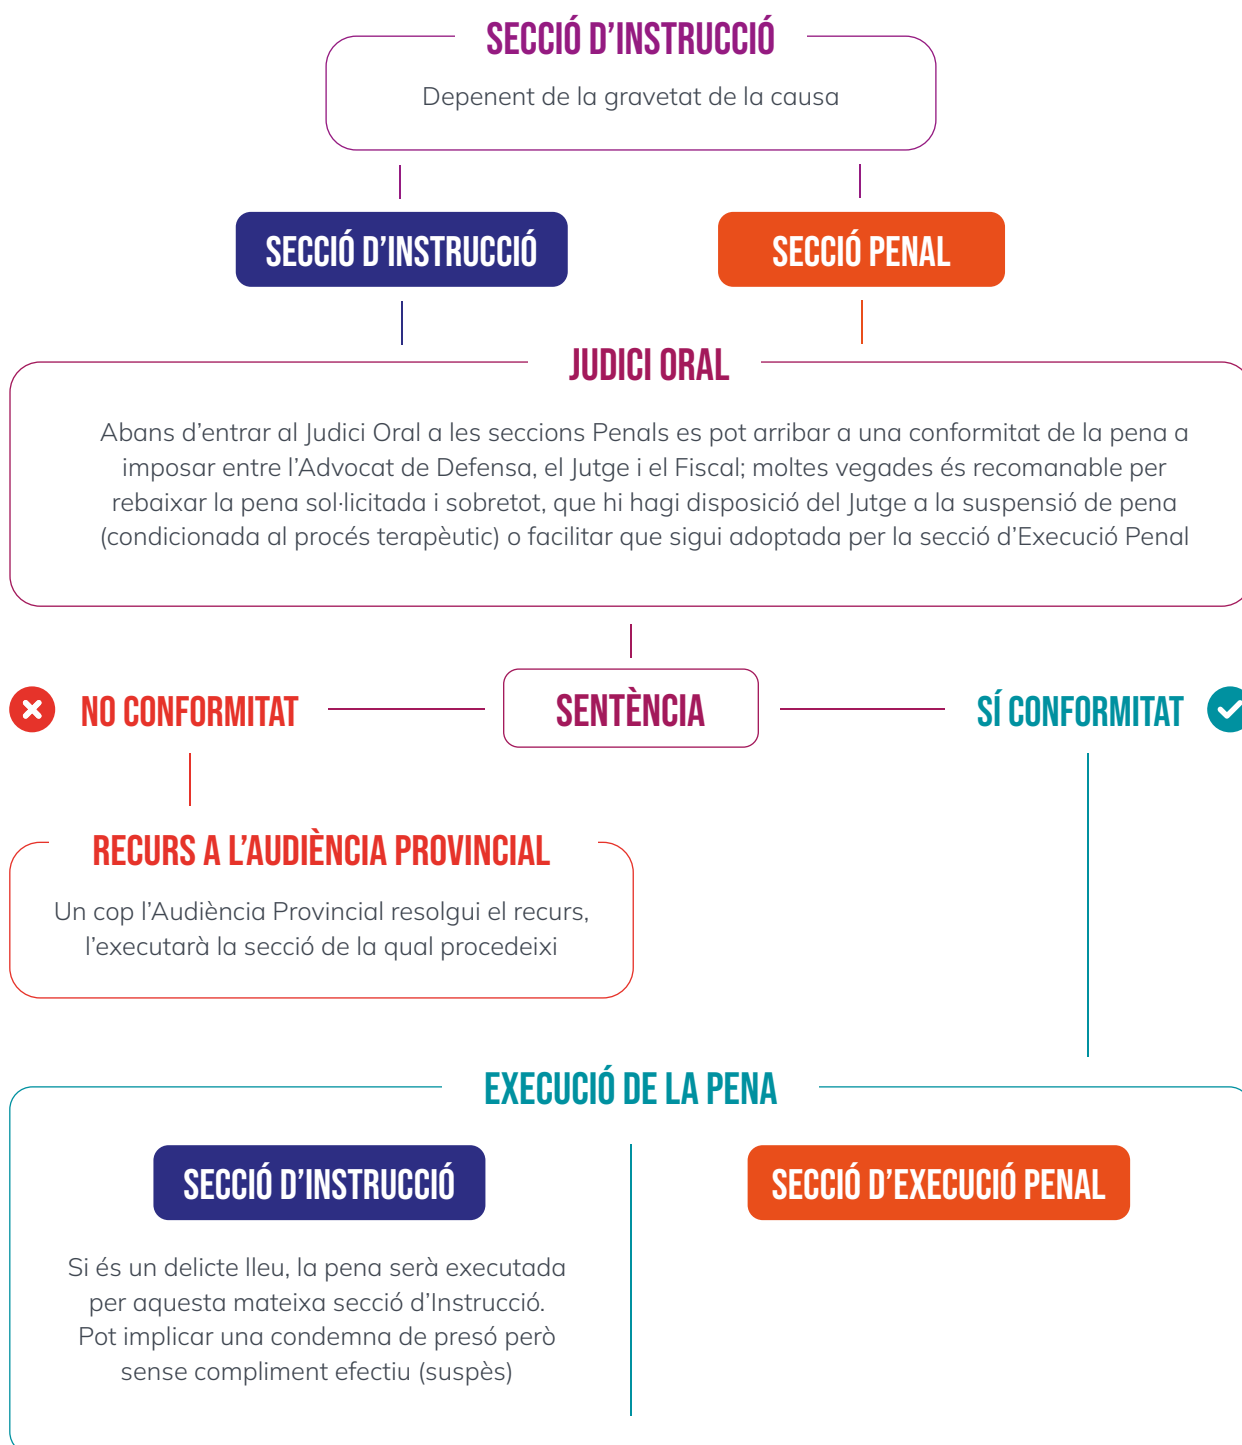 SECCIÓ D'INSTRUCCIÓ
Depenent de la gravetat de la causa
SECCIÓ D'INSTRUCCIÓ
SECCIÓ PENAL
JUDICI ORAL
Abans d'entrar al Judici Oral a les seccions Penals es pot arribar a una conformitat de la pena a
imposar entre l'Advocat de Defensa, el Jutge i el Fiscal; moltes vegades és recomanable per
rebaixar la pena sol·licitada i sobretot, que hi hagi disposició del Jutge a la suspensió de pena
(condicionada al procés terapèutic) o facilitar que sigui adoptada per la secció d'Execució Penal
NO CONFORMITAT
SENTÈNCIA
SÍ CONFORMITAT
RECURS A L'AUDIÈNCIA PROVINCIAL
Un cop l'Audiència Provincial resolgui el recurs,
l'executarà la secció de la qual procedeixi
EXECUCIÓ DE LA PENA
SECCIÓ D'INSTRUCCIÓ
SECCIÓ D'EXECUCIÓ PENAL
Si és un delicte lleu, la pena serà executada
per aquesta mateixa secció d'Instrucció.
Pot implicar una condemna de presó però
sense compliment efectiu (suspès)